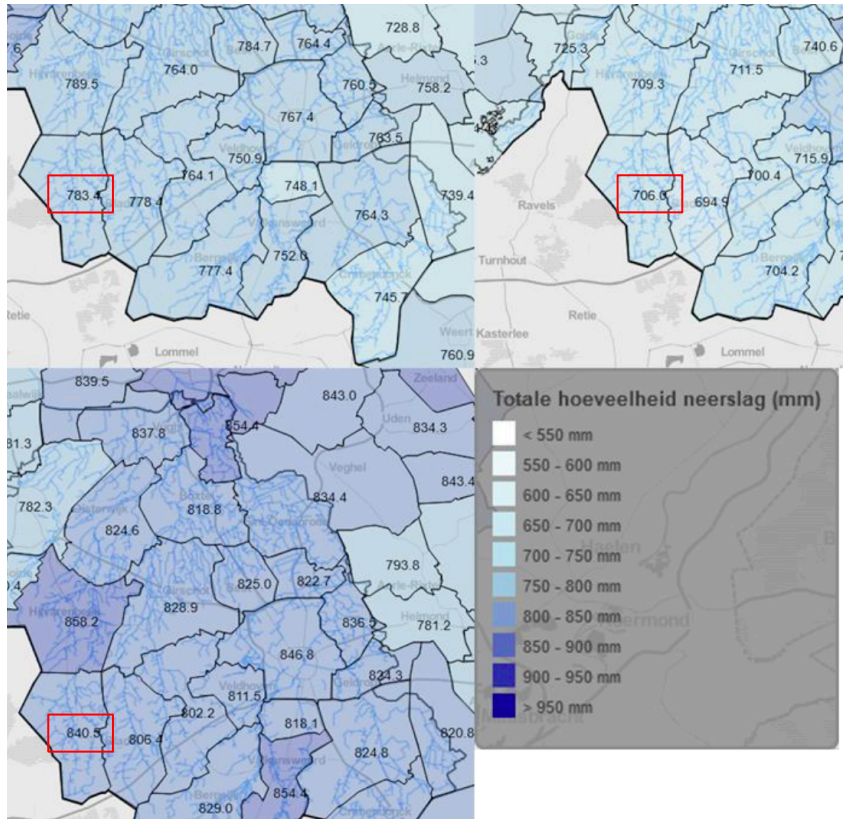 728.8
784.7
764.4
764.0
789.5
760.5
758.2
Helmond
767.4
763.5
750.9
764.1
748.1
783.4
778.4
739.4
764.3
752.0
777.4
745.7
Retie
Lommel
Weert
760.9
725.3
740.6
711.5
709.3
715.9
700.4
706.0
694.9
Ravels
Turnhout
704.2
Retie
Kasterlee
Lommel
839.5
Zeeland
843.0
854.4
Uden
834.3
837.8
Veghel
843.4
834.4
782.3
818.8
824.6
793.8
825.0
822.7
828.9
858.2
836.5
Helmond
781.2
846.8
824.3
811.5
802.2
818.1
840.5
806.4
820.8
824.8
854.4
829.0
Totale hoeveelheid neerslag (mm)
< 550 mm
550 - 600 mm
600 - 650 mm
650 - 700 mm
700 - 750 mm
750 - 800 mm
800 - 850 mm
850 - 900 mm
900 - 950 mm
> 950 mm
Haelen